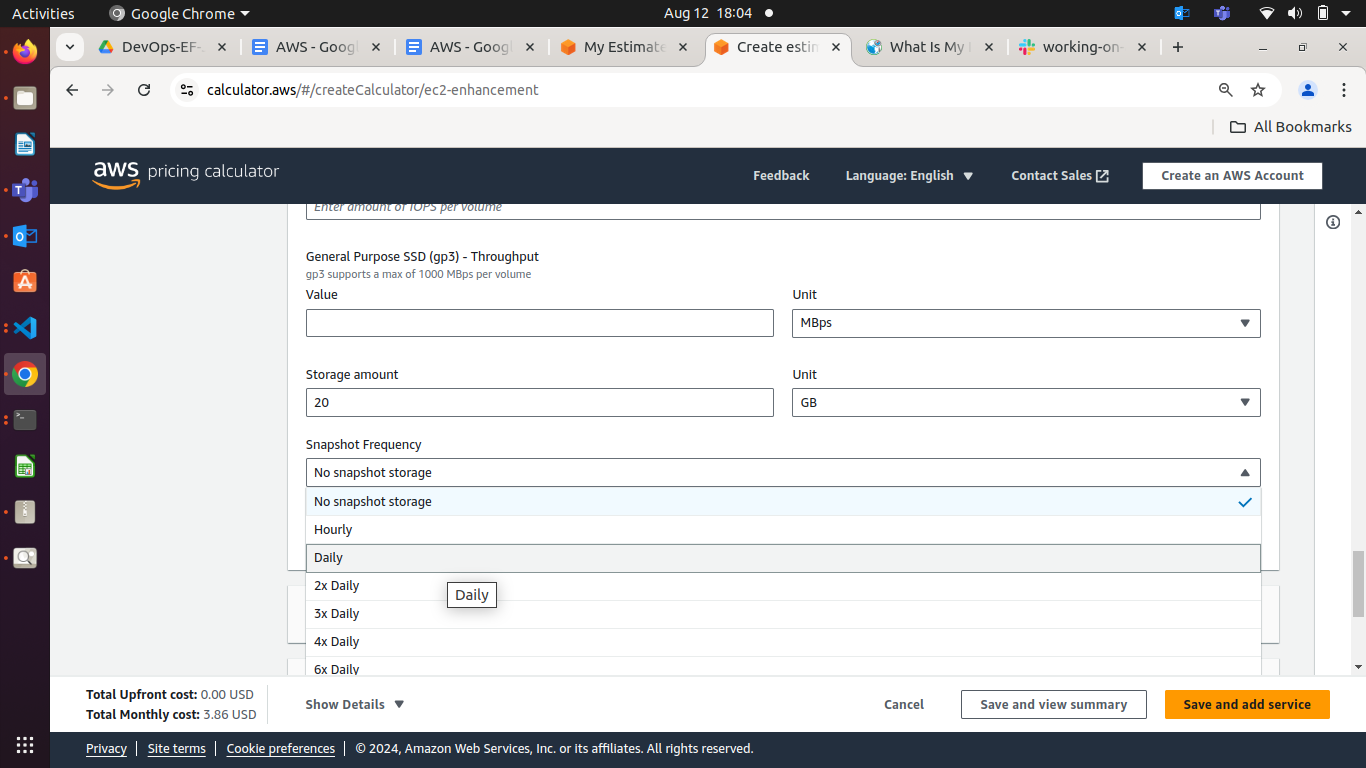 Activities
Google Chrome
Aug 12 18:04
DevOps-EF-
AWS - Goog
AWS - Goog
My Estimate
Create estin
What Is My
working-on-
calculator.aws/#/createCalculator/ec2-enhancement
All Bookmarks
aws pricing calculator
Feedback
Language: English
Contact Sales
Create an AWS Account
Enter amount of IOPS per volume
General Purpose SSD (gp3) - Throughput
gp3 supports a max of 1000 MBps per volume
Value
Unit
MBps
Storage amount
Unit
20
GB
Snapshot Frequency
No snapshot storage
No snapshot storage
Hourly
Daily
2x Daily
Daily
3x Daily
4x Daily
6x Daily
Total Upfront cost: 0.00 USD
Total Monthly cost: 3.86 USD
Show Details
Cancel
Save and view summary
Save and add service
Privacy
Site terms
Cookie preferences
© 2024, Amazon Web Services, Inc. or its affiliates. All rights reserved.